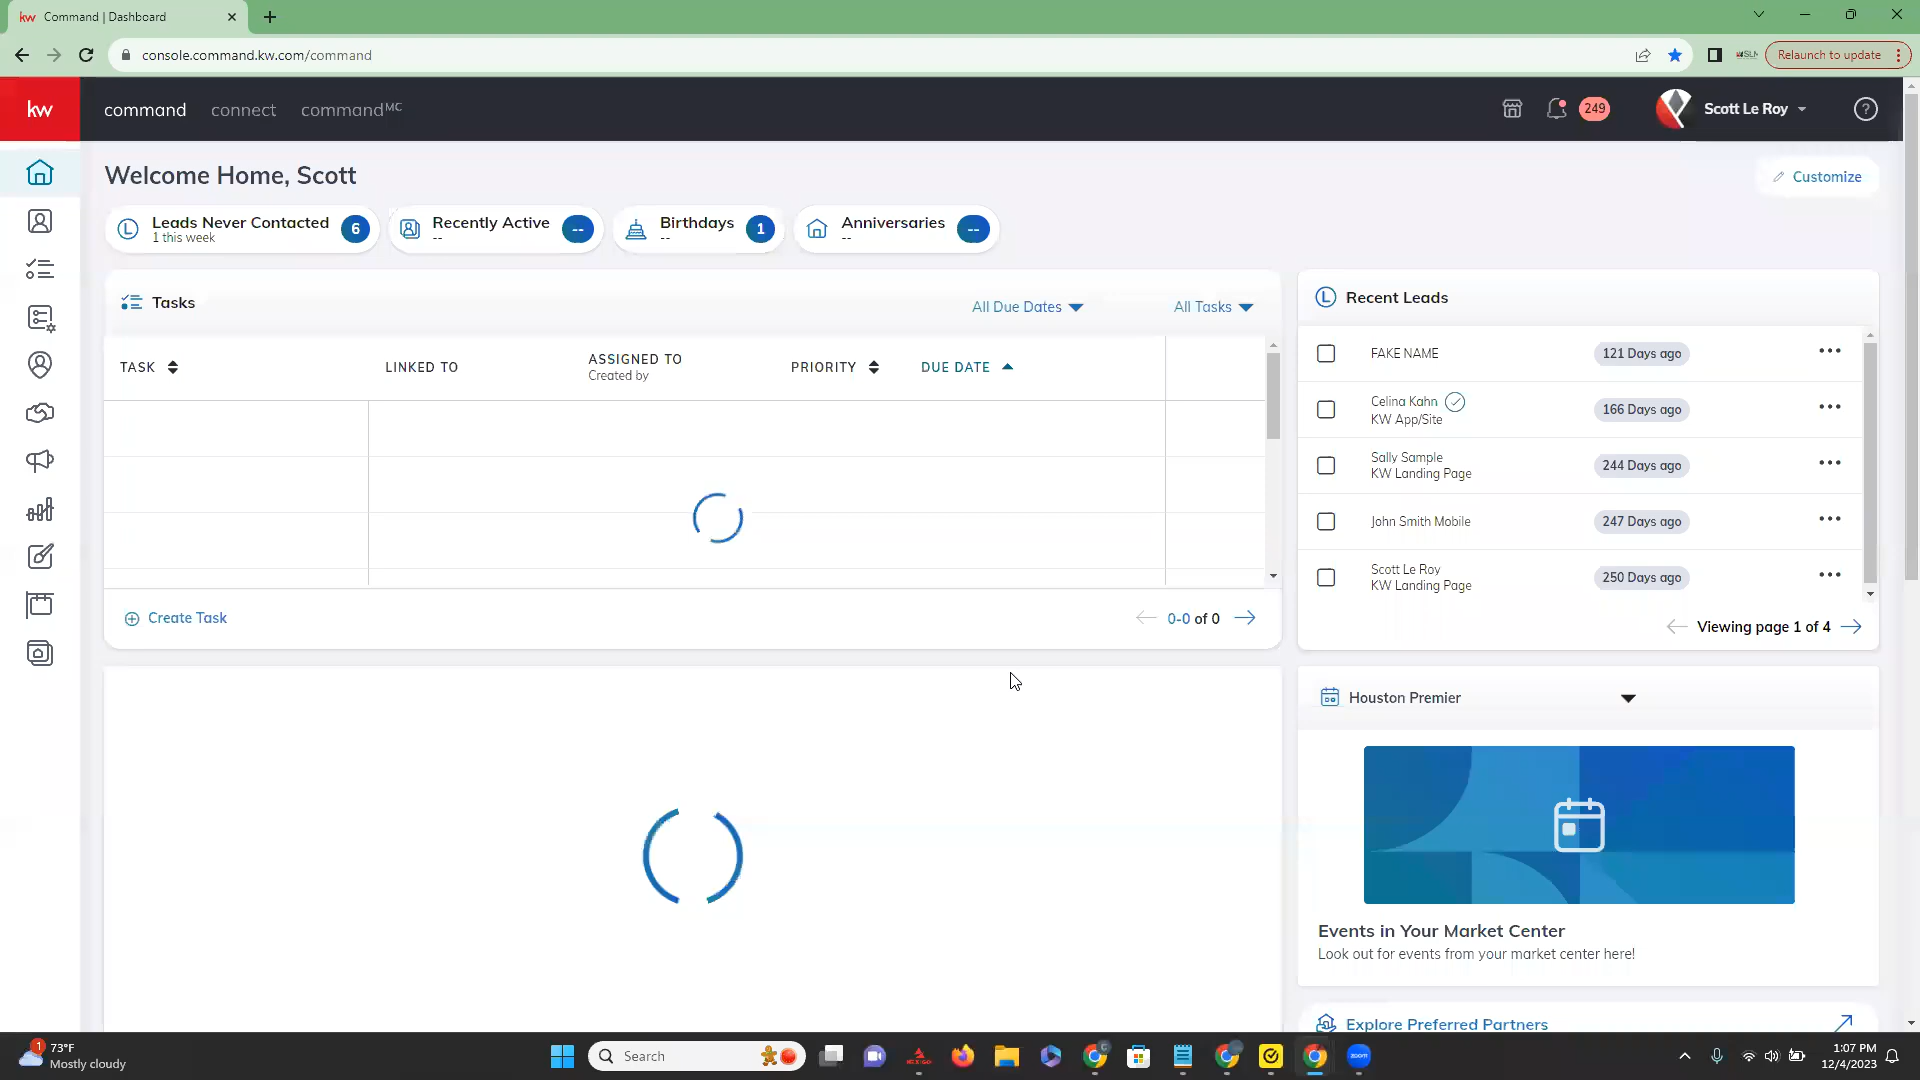 kw Command | Dashboard
console.command.kw.com/command
Relaunch to update
kw
command
connect
commandMC
249
Scott Le Roy
Welcome Home, Scott
Customize
Leads Never Contacted
1 this week
6
Recently Active
--
--
Birthdays
--
1
Anniversaries
--
--
Tasks
All Due Dates
All Tasks
TASK
LINKED TO
ASSIGNED TO
Created by
PRIORITY
DUE DATE
Create Task
0-0 of 0
Recent Leads
FAKE NAME
121 Days ago
Celina Kahn
KW App/Site
166 Days ago
Sally Sample
KW Landing Page
244 Days ago
John Smith Mobile
247 Days ago
Scott Le Roy
KW Landing Page
250 Days ago
Viewing page 1 of 4
Houston Premier
Events in Your Market Center
Look out for events from your market center here!
Explore Preferred Partners
1
73°F
Mostly cloudy
Search
zoom
1:07 PM
12/4/2023